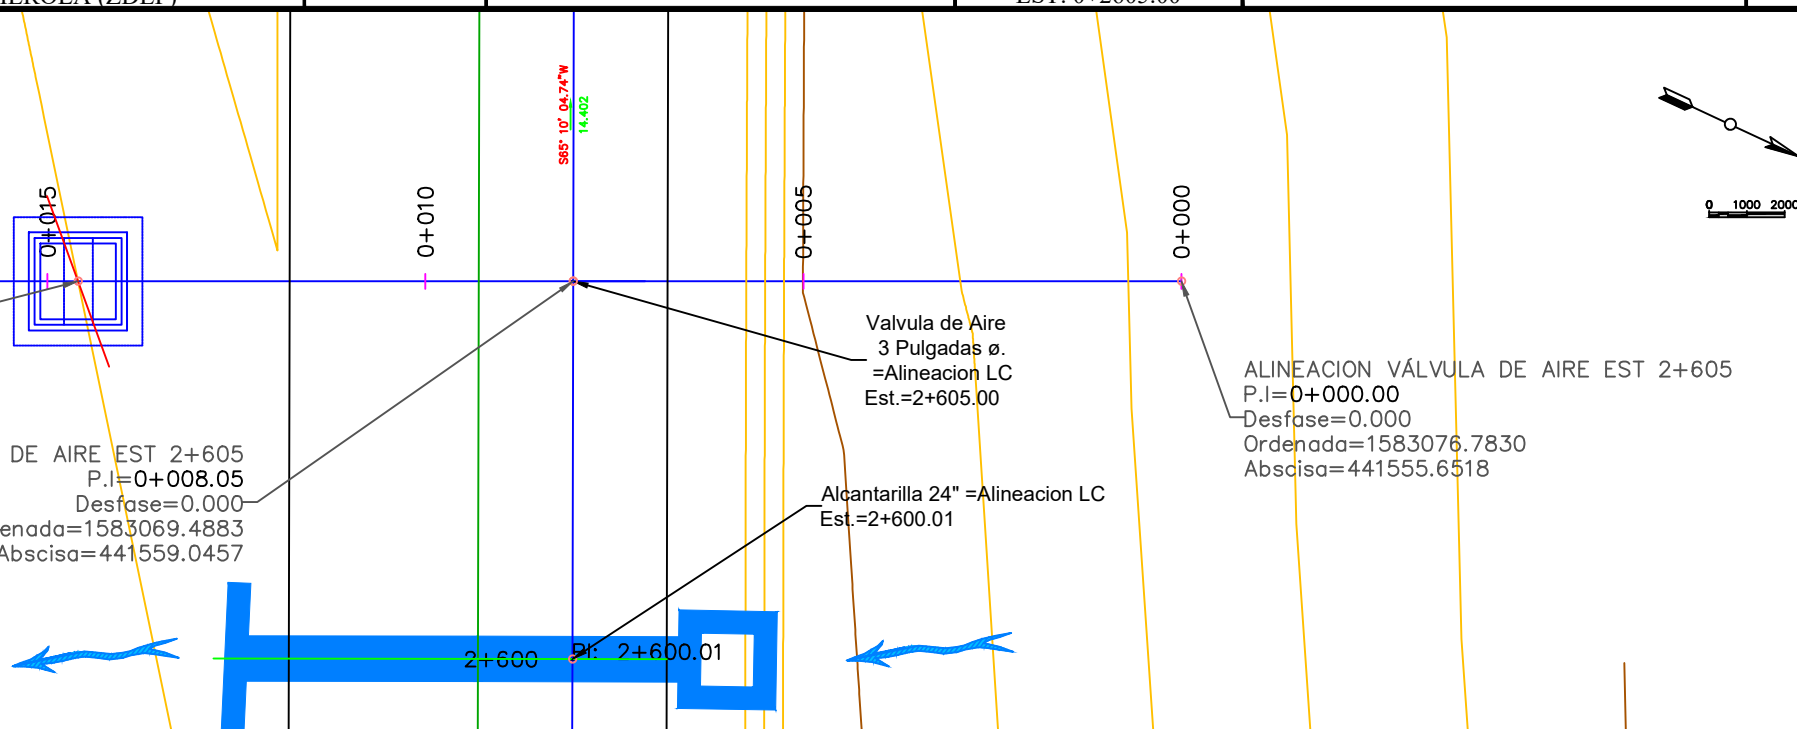 S65° 10' 04.74"W
14.402
0+015
0+010
0+005
0+000
0 1000 2000
Valvula de Aire
3 Pulgadas ø.
=Alineacion LC
Est.=2+605.00
ALINEACION VÁLVULA DE AIRE EST 2+605
P.I=0+000.00
Desfase=0.000
Ordenada=1583076.7830
Abscisa=441555.6518
DE AIRE EST 2+605
P.I=0+008.05
Desfase=0.000
enada=1583069.4883
Abscisa=441559.0457
Alcantarilla 24" =Alineacion LC
Est.=2+600.01
2+600
PI: 2+600.01